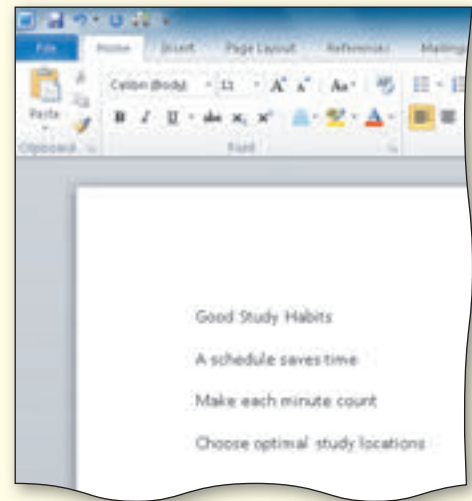 File Home Insert Page Layout References Mailings
Calibri (Body) 11
Paste
Clipboard Font
Good Study Habits
A schedule saves time
Make each minute count
Choose optimal study locations